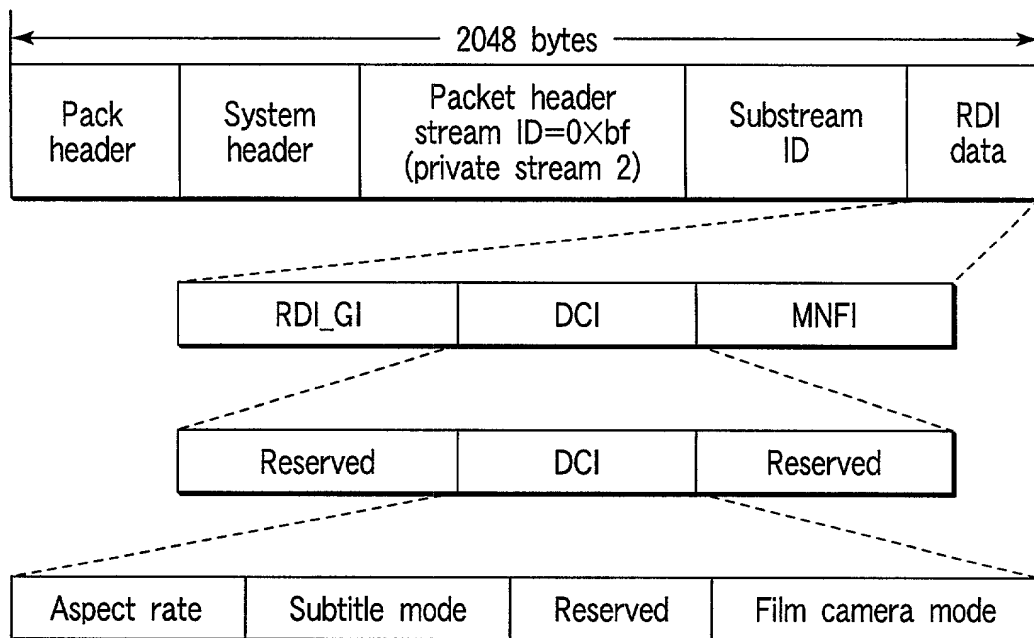 2048 bytes
Pack
header
System
header
Packet header
stream ID=0×bf
(private stream 2)
Substream
ID
RDI
data
RDI_GI
DCI
MNFI
Reserved
DCI
Reserved
Aspect rate
Subtitle mode
Reserved
Film camera mode